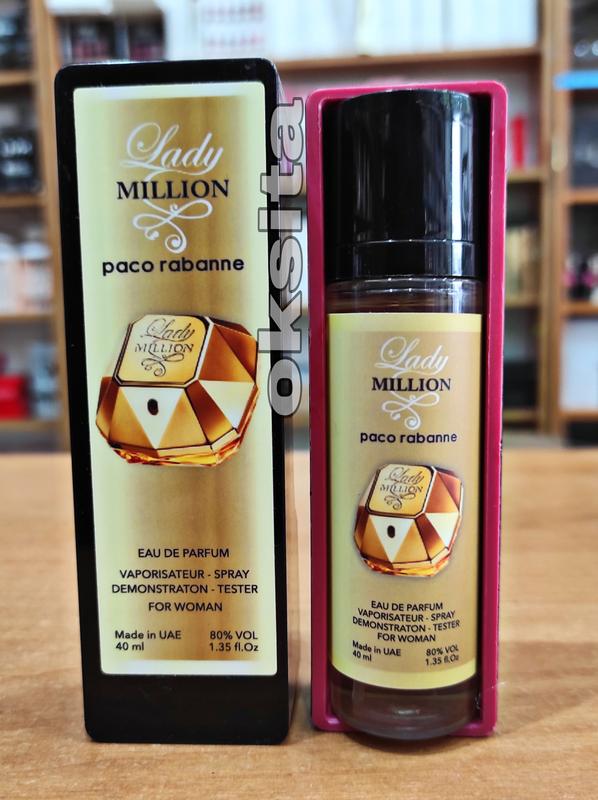 Lady
MILLION
paco rabanne
Lady
MILLION
EAU DE PARFUM
VAPORISATEUR - SPRAY
DEMONSTRATON - TESTER
FOR WOMAN
Made in UAE 80% VOL
40 ml 1.35 fl.Oz
oksita
Lady
MILLION
paco rabanne
Lady
MILLION
EAU DE PARFUM
VAPORISATEUR - SPRAY
DEMONSTRATON - TESTER
FOR WOMAN
Made in UAE 80% VOL
40 ml 1.35 fl.Oz